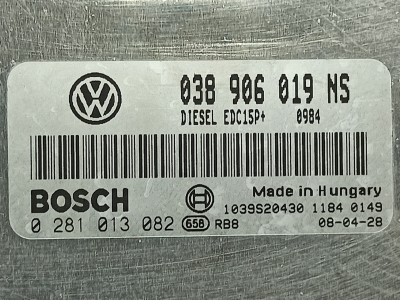 038 906 019 NS
DIESEL EDC15P+ 0984
BOSCH
Made in Hungary
1039S20430 1184 0149
0 281 013 082 658 RB8 08-04-28